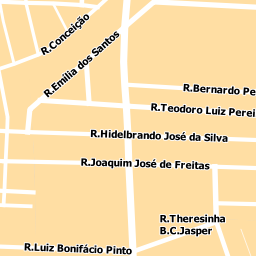 R.Conceição
R.Emilia dos Santos
R.Bernardo Pe
R.Teodoro Luiz Perei
R.Hidelbrando José da Silva
R.Joaquim José de Freitas
R.Theresinha
B.C.Jasper
R.Luiz Bonifácio Pinto